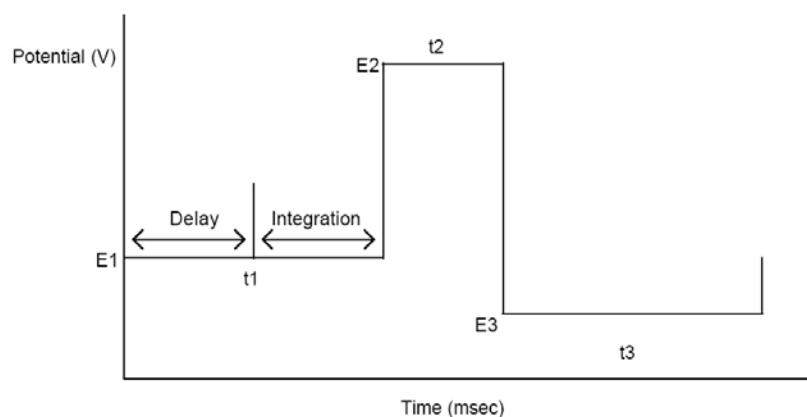 t2
Potential (V)
E2
Delay
Integration
E1
t1
E3
t3
Time (msec)